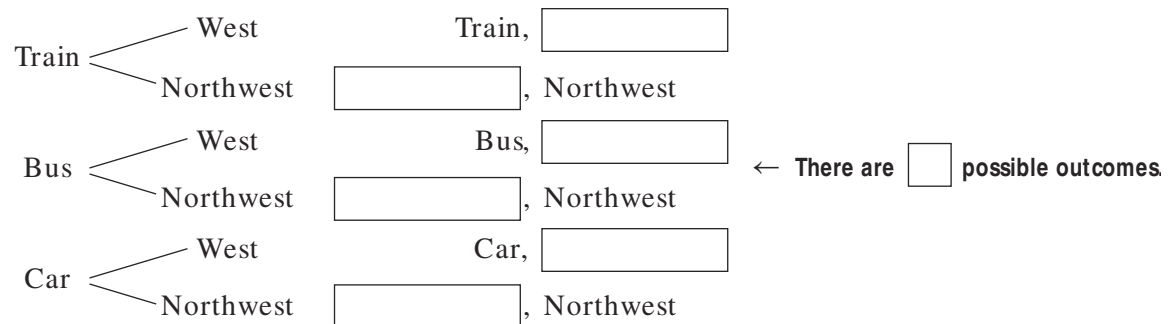 West Train,
Train
Northwest , Northwest
West Bus,
Bus ← There are possible outcomes.
Northwest , Northwest
West Car,
Car
Northwest , Northwest